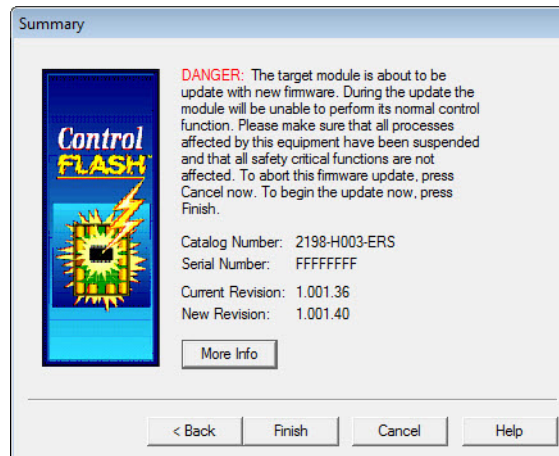 Summary
Control
FLASH™
DANGER: The target module is about to be
update with new firmware. During the update the
module will be unable to perform its normal control
function. Please make sure that all processes
affected by this equipment have been suspended
and that all safety critical functions are not
affected. To abort this firmware update, press
Cancel now. To begin the update now, press
Finish.
Catalog Number: 2198-H003-ERS
Serial Number: FFFFFFFF
Current Revision: 1.001.36
New Revision: 1.001.40
More Info
< Back Finish Cancel Help